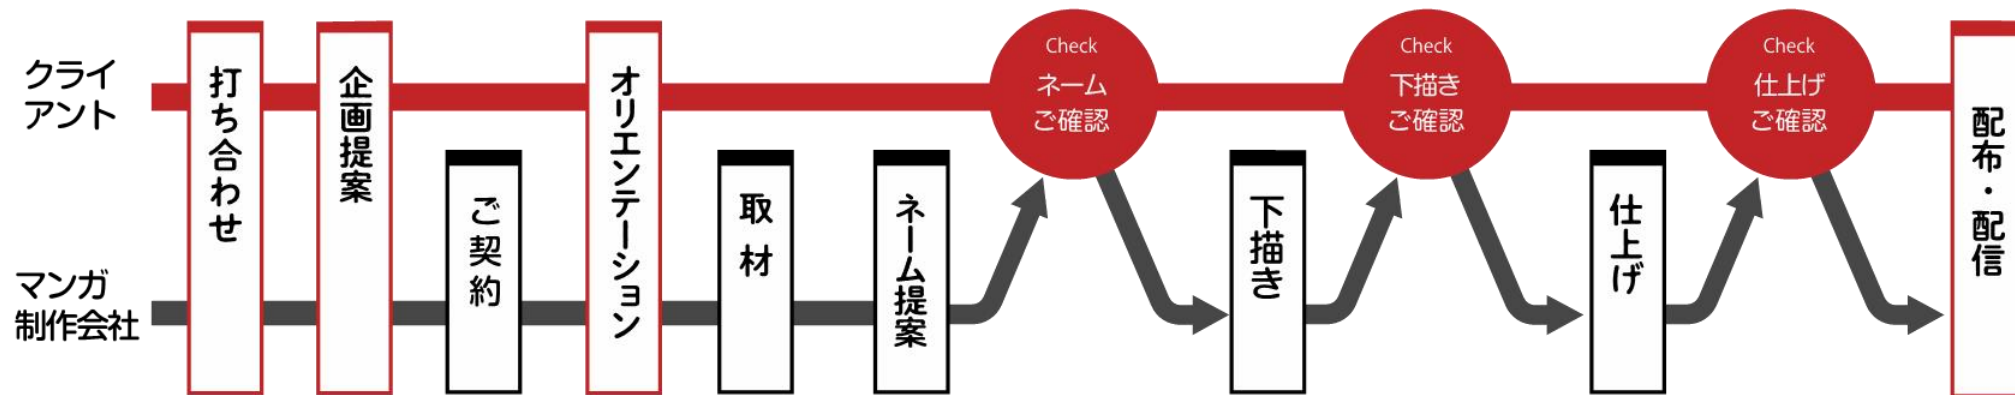 クライ
アント
マンガ
制作会社
打ち合わせ
企画提案
ご契約
オリエンテーション
取材
ネーム提案
Check
ネーム
ご確認
下描き
Check
下描き
ご確認
仕上げ
Check
仕上げ
ご確認
配布・配信